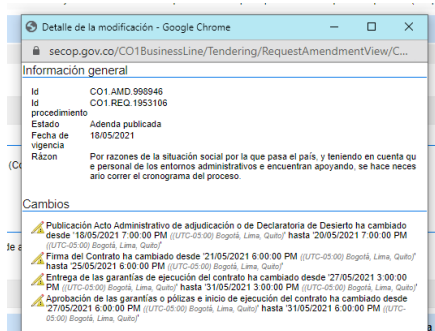 Detalle de la modificación - Google Chrome
secop.gov.co/CO1BusinessLine/Tendering/RequestAmendmentView/C...
Información general
Id CO1.AMD.998946
Id procedimiento CO1.REQ.1953106
Estado Adenda publicada
Fecha de vigencia 18/05/2021
Rázon Por razones de la situación social por la que pasa el país, y teniendo en cuenta qu
e personal de los entornos administrativos e encuentran apoyando, se hace neces
ario correr el cronograma del proceso.
(Co
Cambios
Publicación Acto Administrativo de adjudicación o de Declaratoria de Desierto ha cambiado
desde '18/05/2021 7:00:00 PM ((UTC-05:00) Bogotá, Lima, Quito)' hasta '20/05/2021 7:00:00 PM
((UTC-05:00) Bogotá, Lima, Quito)'
Firma del Contrato ha cambiado desde '21/05/2021 6:00:00 PM ((UTC-05:00) Bogotá, Lima, Quito)'
hasta '25/05/2021 6:00:00 PM ((UTC-05:00) Bogotá, Lima, Quito)'
Entrega de las garantías de ejecución del contrato ha cambiado desde '27/05/2021 3:00:00
PM ((UTC-05:00) Bogotá, Lima, Quito)' hasta '31/05/2021 3:00:00 PM ((UTC-05:00) Bogotá, Lima, Quito)'
Aprobación de las garantías o pólizas e inicio de ejecución del contrato ha cambiado desde
'27/05/2021 6:00:00 PM ((UTC-05:00) Bogotá, Lima, Quito)' hasta '31/05/2021 6:00:00 PM ((UTC-
05:00) Bogotá, Lima, Quito)'